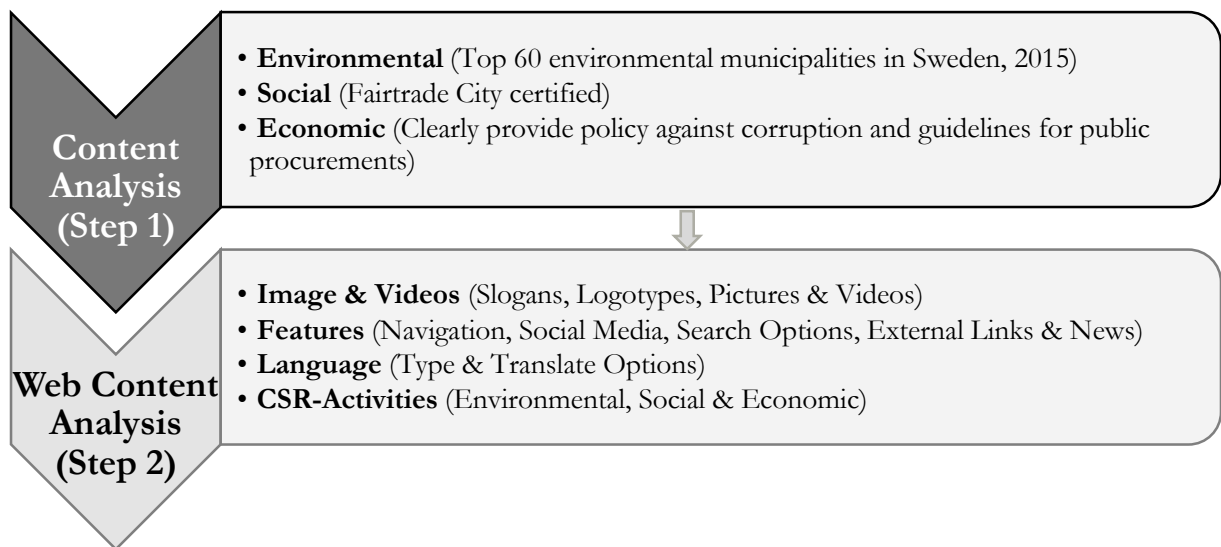 Content
Analysis
(Step 1)
• Environmental (Top 60 environmental municipalities in Sweden, 2015)
• Social (Fairtrade City certified)
• Economic (Clearly provide policy against corruption and guidelines for public
procurements)
Web Content
Analysis
(Step 2)
• Image & Videos (Slogans, Logotypes, Pictures & Videos)
• Features (Navigation, Social Media, Search Options, External Links & News)
• Language (Type & Translate Options)
• CSR-Activities (Environmental, Social & Economic)